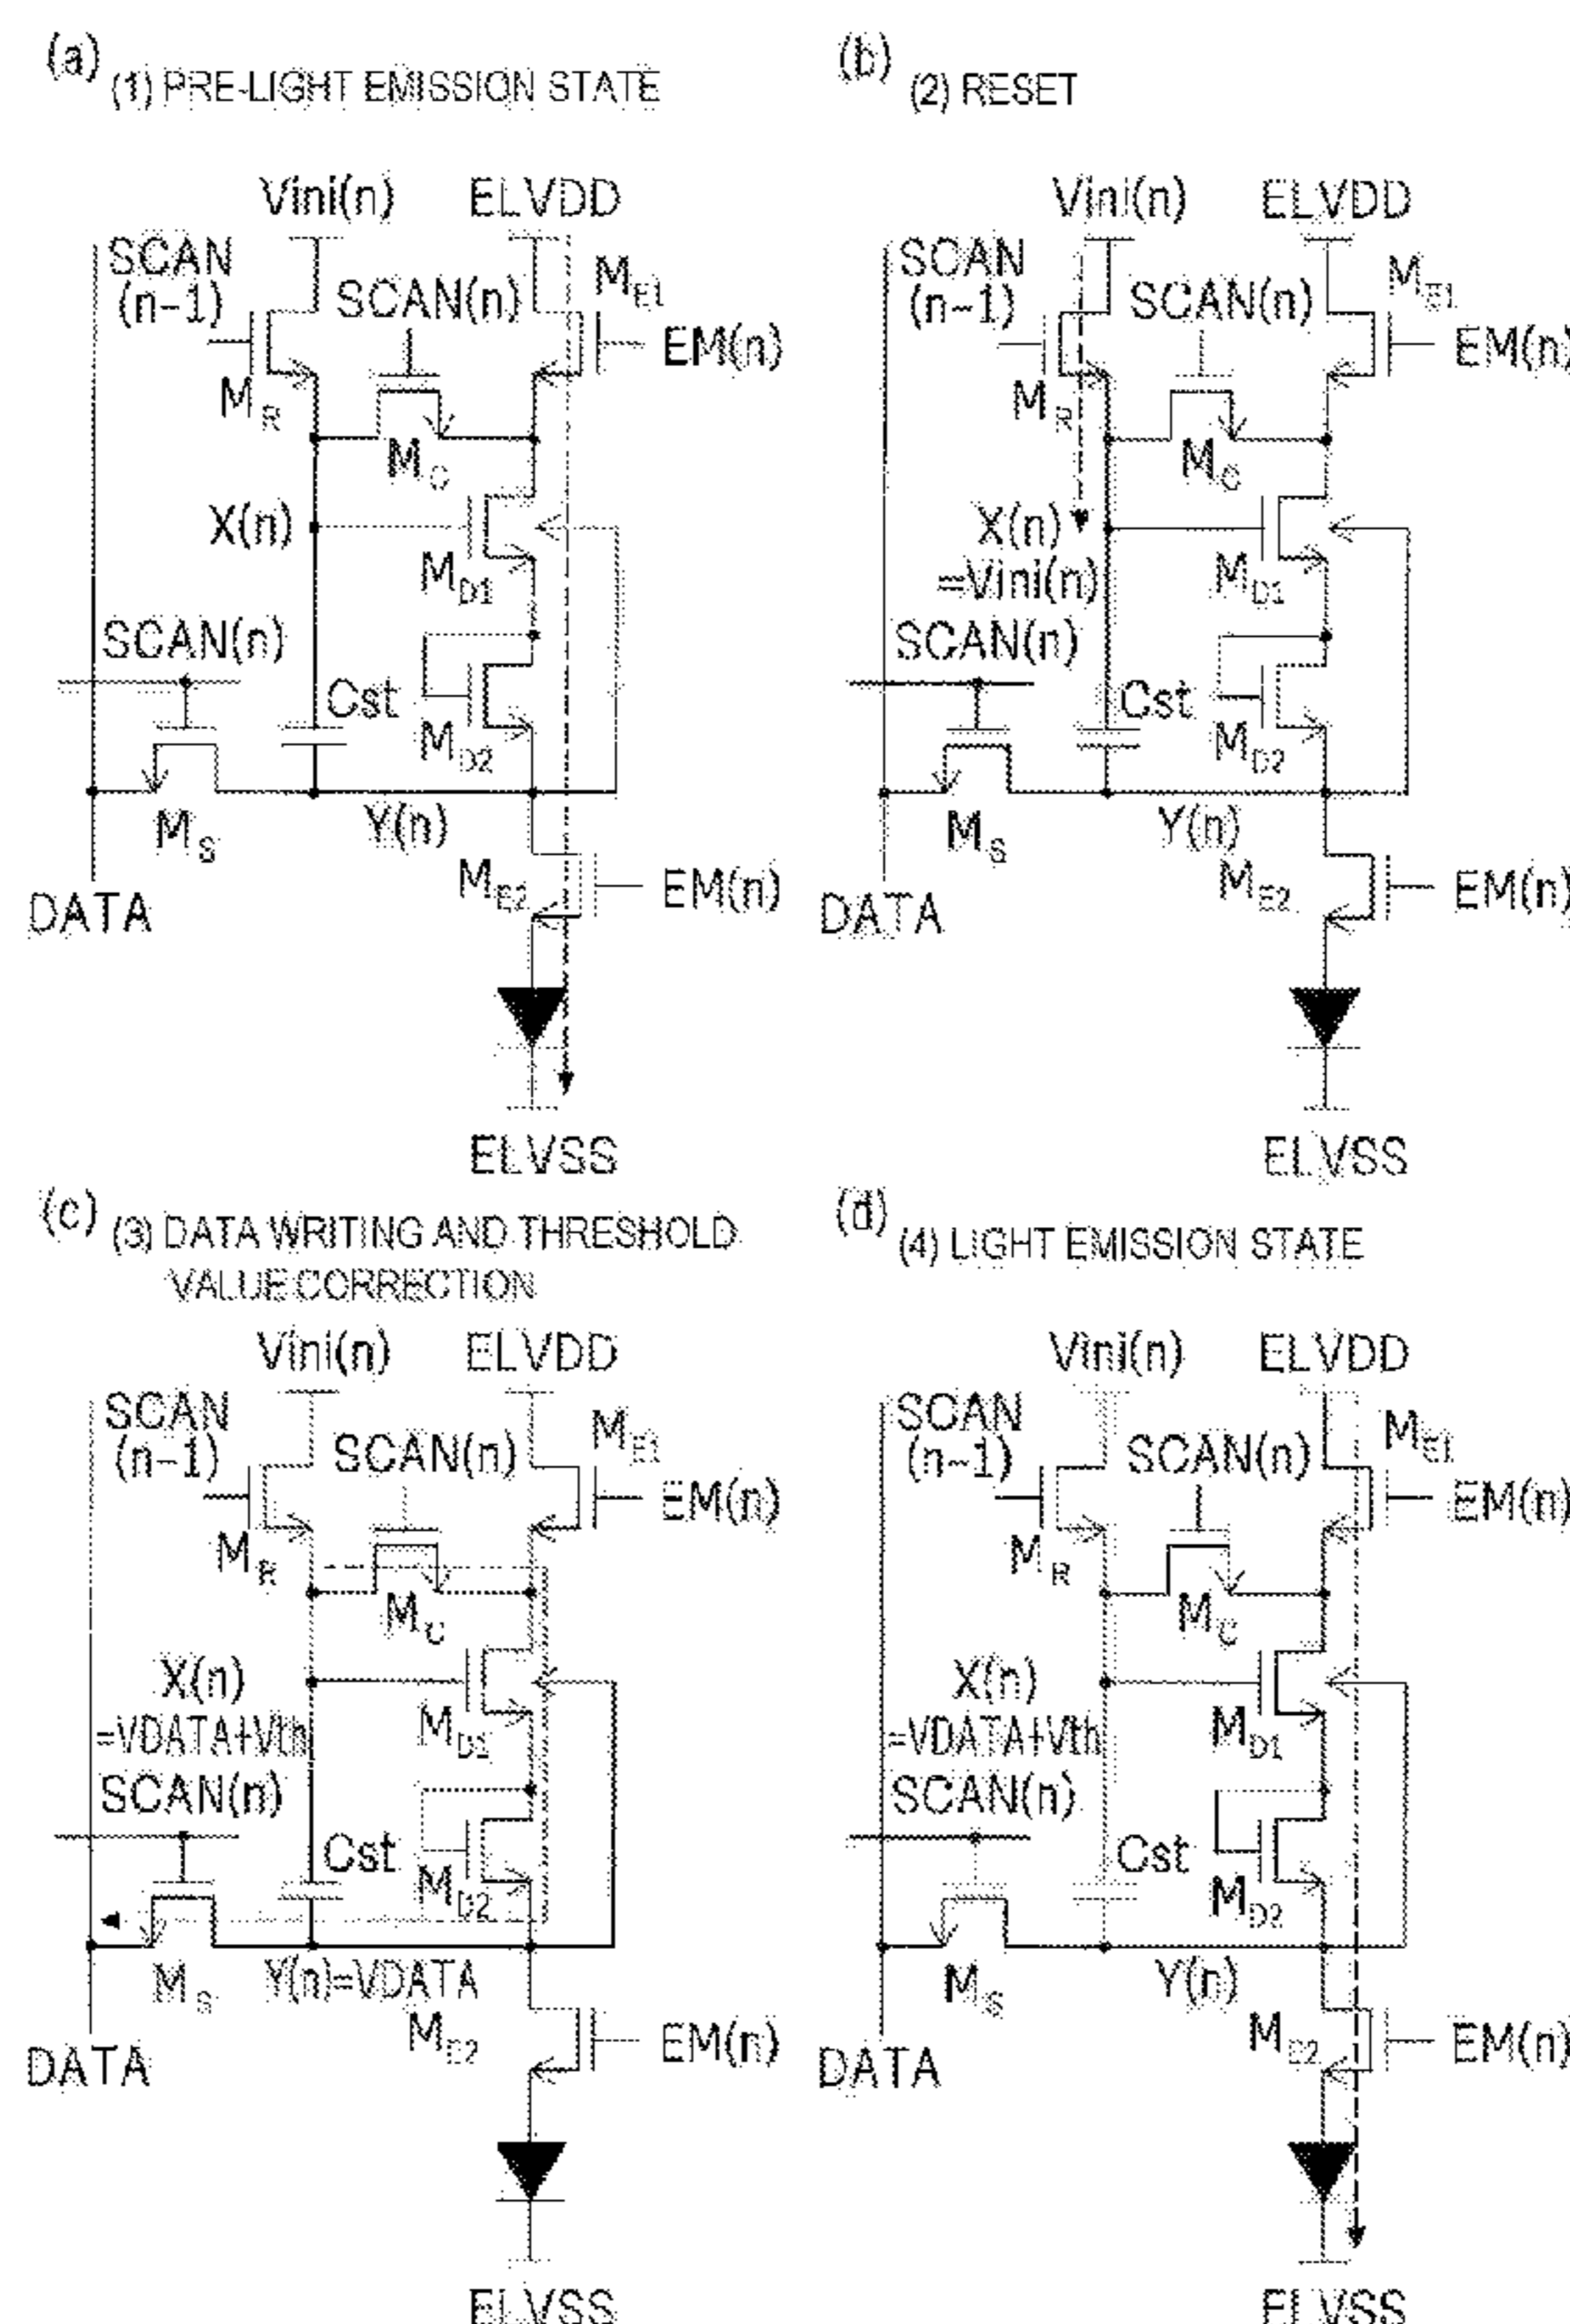 (a) (1) PRE-LIGHT EMISSION STATE
Vini(n) ELVDD
SCAN
(n-1)
SCAN(n)
ME1
EM(n)
MR
MC
X(n)
MD1
SCAN(n)
Cst
MD2
MS
Y(n)
ME2
EM(n)
DATA
ELVSS
(b) (2) RESET
Vini(n) ELVDD
SCAN
(n-1)
SCAN(n)
ME1
EM(n)
MR
MC
X(n)
=Vini(n)
MD1
SCAN(n)
Cst
MD2
MS
Y(n)
ME2
EM(n)
DATA
ELVSS
(c) (3) DATA WRITING AND THRESHOLD
VALUE CORRECTION
Vini(n) ELVDD
SCAN
(n-1)
SCAN(n)
ME1
EM(n)
MR
MC
X(n)
=VDATA+Vth
MD1
SCAN(n)
Cst
MD2
MS
Y(n)=VDATA
EM(n)
DATA
ELVSS
(d) (4) LIGHT EMISSION STATE
Vini(n) ELVDD
SCAN
(n-1)
SCAN(n)
ME1
EM(n)
MR
MC
X(n)
=VDATA+Vth
MD1
SCAN(n)
Cst
MD2
MS
Y(n)
EM(n)
DATA
ELVSS